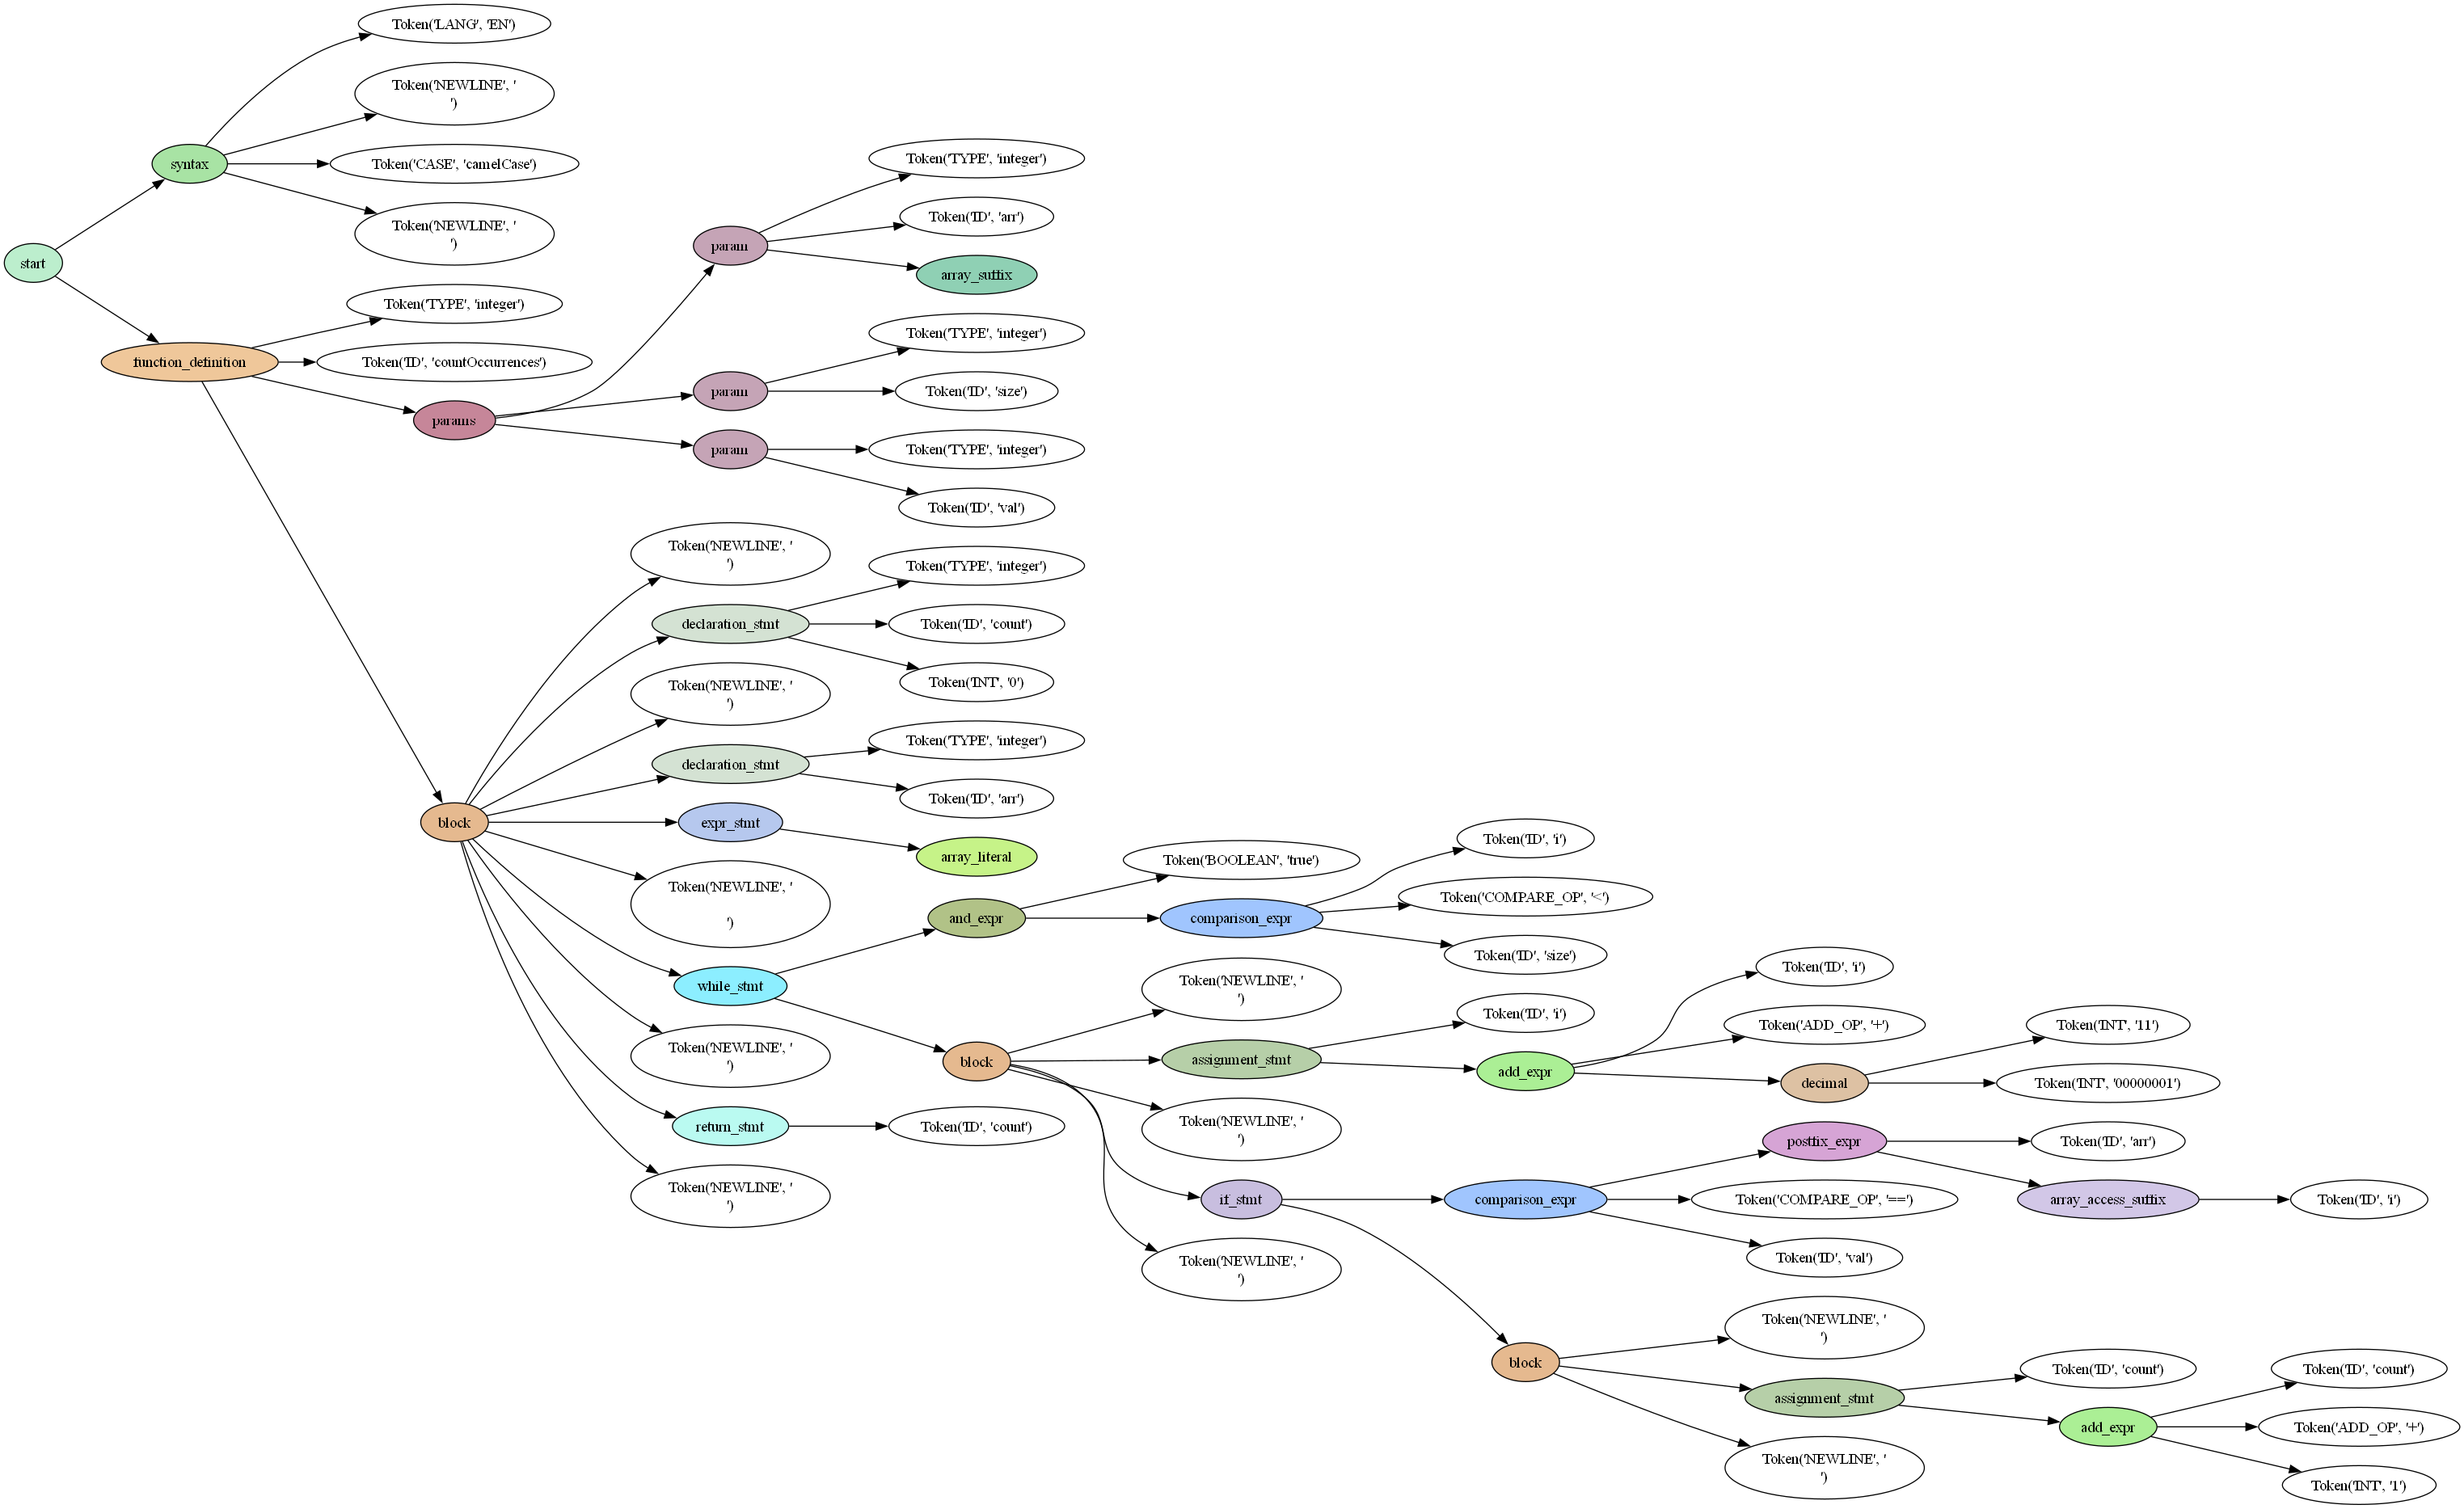 Token('LANG', 'EN')
Token('NEWLINE', '
')
syntax
Token('CASE', 'camelCase')
Token('NEWLINE', '
')
start
Token('TYPE', 'integer')
function_definition
Token('ID', 'countOccurrences')
params
param
Token('TYPE', 'integer')
Token('ID', 'arr')
array_suffix
param
Token('TYPE', 'integer')
Token('ID', 'size')
param
Token('TYPE', 'integer')
Token('ID', 'val')
block
Token('NEWLINE', '
')
declaration_stmt
Token('TYPE', 'integer')
Token('ID', 'count')
Token('INT', '0')
Token('NEWLINE', '
')
declaration_stmt
Token('TYPE', 'integer')
Token('ID', 'arr')
expr_stmt
array_literal
Token('NEWLINE', '
')
while_stmt
and_expr
Token('BOOLEAN', 'true')
comparison_expr
Token('ID', 'i')
Token('COMPARE_OP', '<')
Token('ID', 'size')
block
Token('NEWLINE', '
')
assignment_stmt
Token('ID', 'i')
add_expr
Token('ID', 'i')
Token('ADD_OP', '+')
decimal
Token('INT', '11')
Token('INT', '00000001')
Token('NEWLINE', '
')
if_stmt
comparison_expr
postfix_expr
Token('ID', 'arr')
array_access_suffix
Token('ID', 'i')
Token('COMPARE_OP', '==')
Token('ID', 'val')
block
Token('NEWLINE', '
')
assignment_stmt
Token('ID', 'count')
add_expr
Token('ID', 'count')
Token('ADD_OP', '+')
Token('INT', '1')
Token('NEWLINE', '
')
Token('NEWLINE', '
')
Token('NEWLINE', '
')
return_stmt
Token('ID', 'count')
Token('NEWLINE', '
')